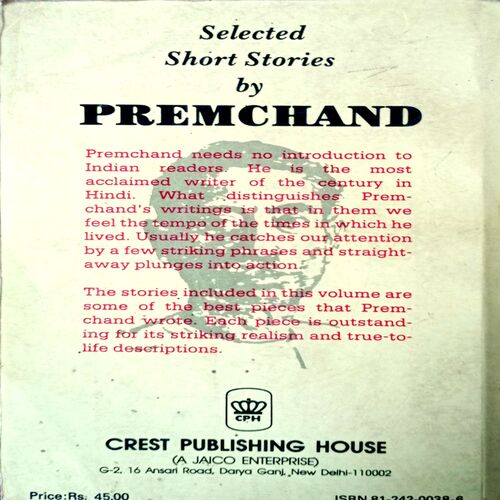 Selected
Short Stories
by
PREMCHAND
Premchand needs no introduction to
Indian readers. He is the most
acclaimed writer of the century in
Hindi. What distinguishes Prem-
chand's writings is that in them we
feel the tempo of the times in which he
lived. Usually he catches our attention
by a few striking phrases and straight-
away plunges into action.
The stories included in this volume are
some of the best pieces that Prem-
chand wrote. Each piece is outstand-
ing for its striking realism and true-to-
life descriptions.
CPH
CREST PUBLISHING HOUSE
(A JAICO ENTERPRISE)
G-2, 16 Ansari Road, Darya Ganj, New Delhi-110002
Price:Rs. 45.00
ISBN 81-242-0038-6